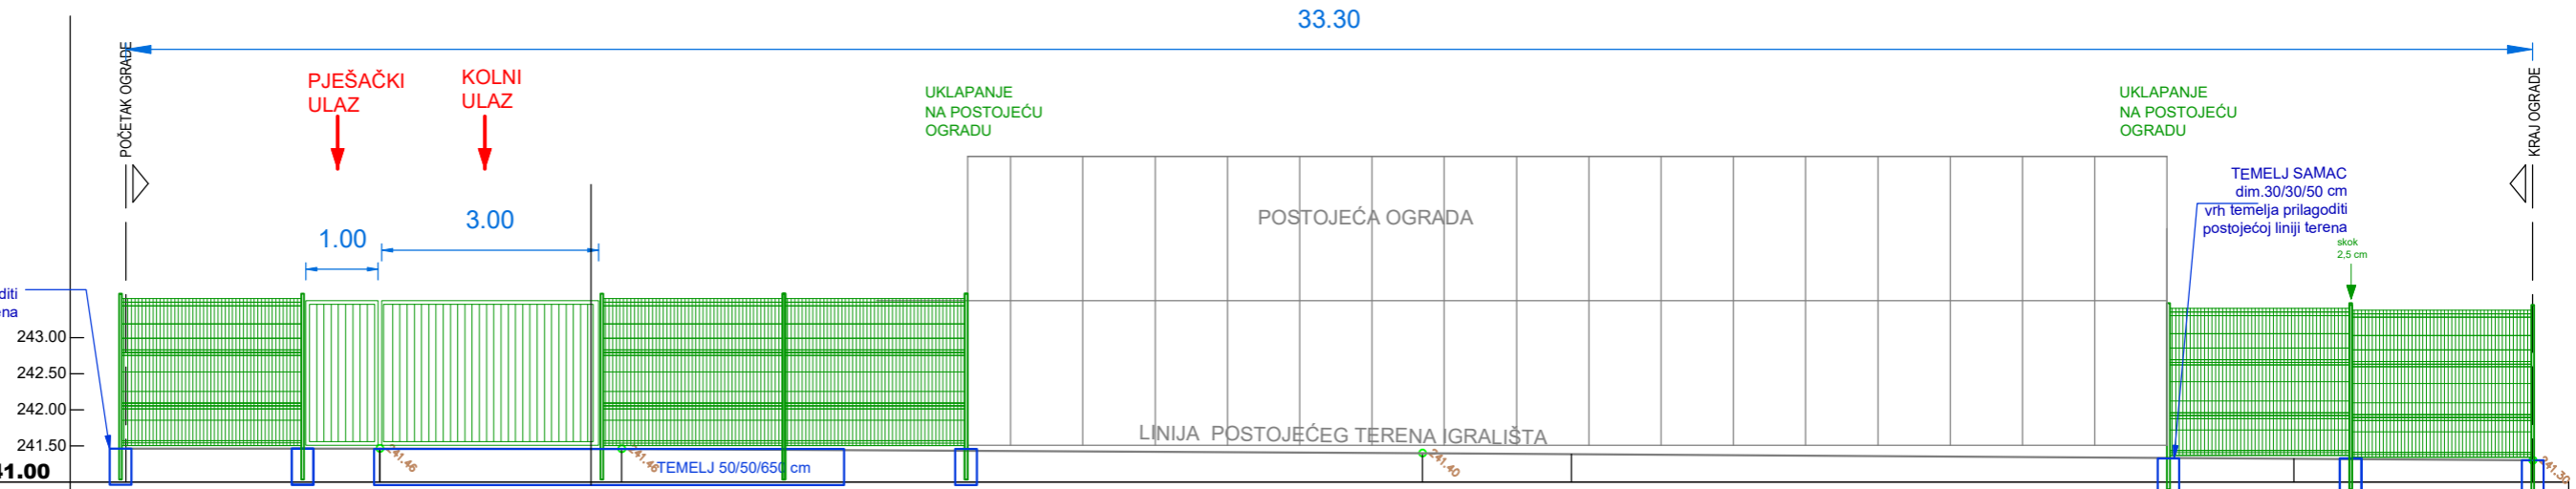 33.30
POČETAK OGRADE
PJEŠAČKI
ULAZ
KOLNI
ULAZ
UKLAPANJE
NA POSTOJEĆU
OGRADU
UKLAPANJE
NA POSTOJEĆU
OGRADU
KRAJ OGRADE
TEMELJ SAMAC
dim.30/30/50 cm
vrh temelja prilagoditi
postojećoj liniji terena
POSTOJEĆA OGRADA
1.00
3.00
skok
2,5 cm
diti
ena
243.00
242.50
242.00
241.50
41.00
LINIJA POSTOJEĆEG TERENA IGRALIŠTA
241.46
241.46
TEMELJ 50/50/650 cm
241.40
241.30